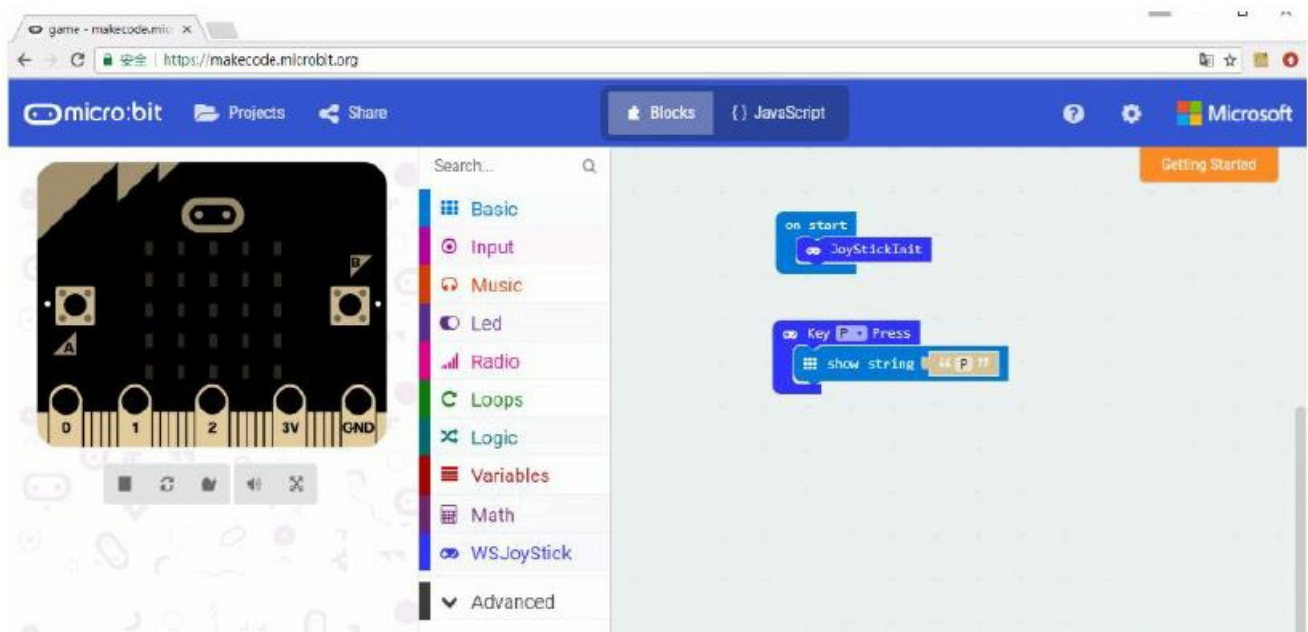 game - makecode.mic
安全 | https://makecode.microbit.org
micro:bit Projects Share Blocks {} JavaScript Microsoft
Search...
Getting Started
Basic
Input
Music
Led
Radio
Loops
Logic
Variables
Math
WSJoyStick
Advanced
B
A
0 1 2 3V GND
on start
JoyStickInit
Key P Press
show string " P "